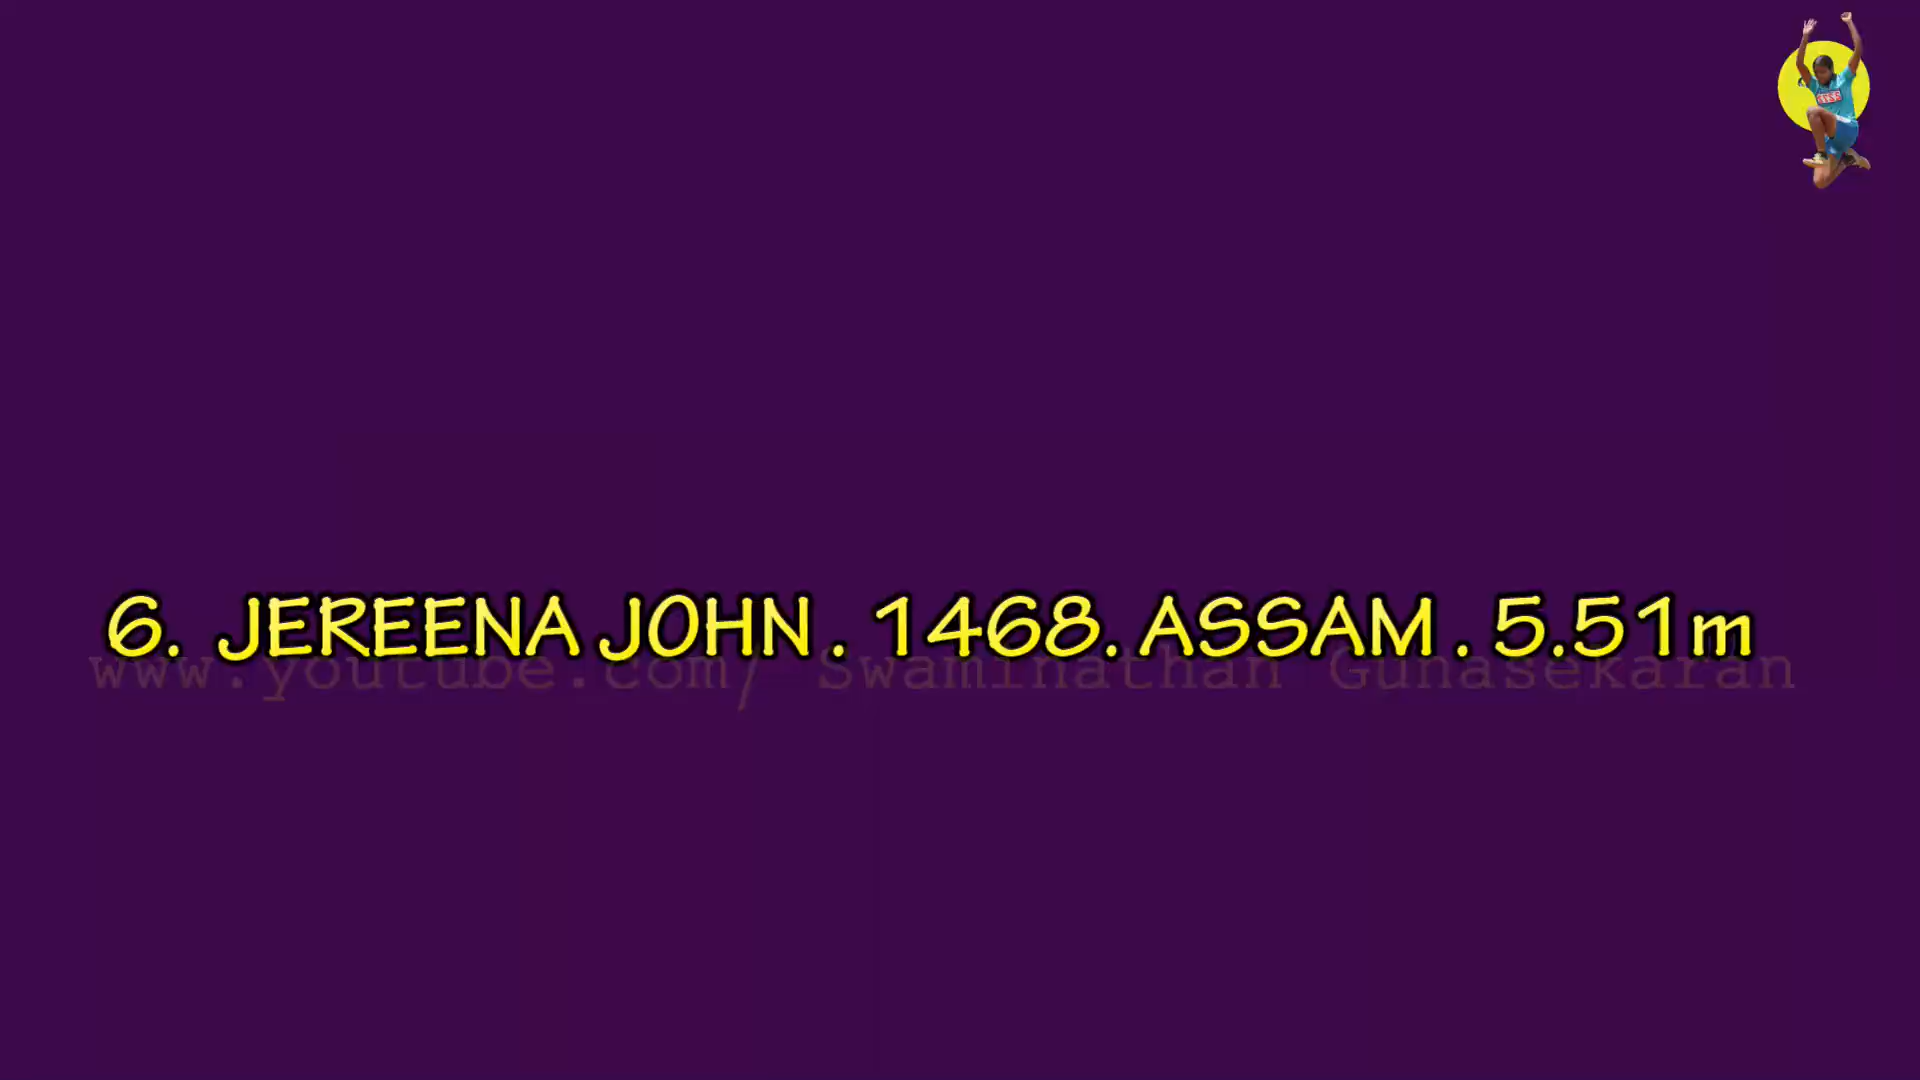 6. JEREENA JOHN . 1468. ASSAM . 5.51m
www.youtube.com/ Swaminathan Gunasekaran